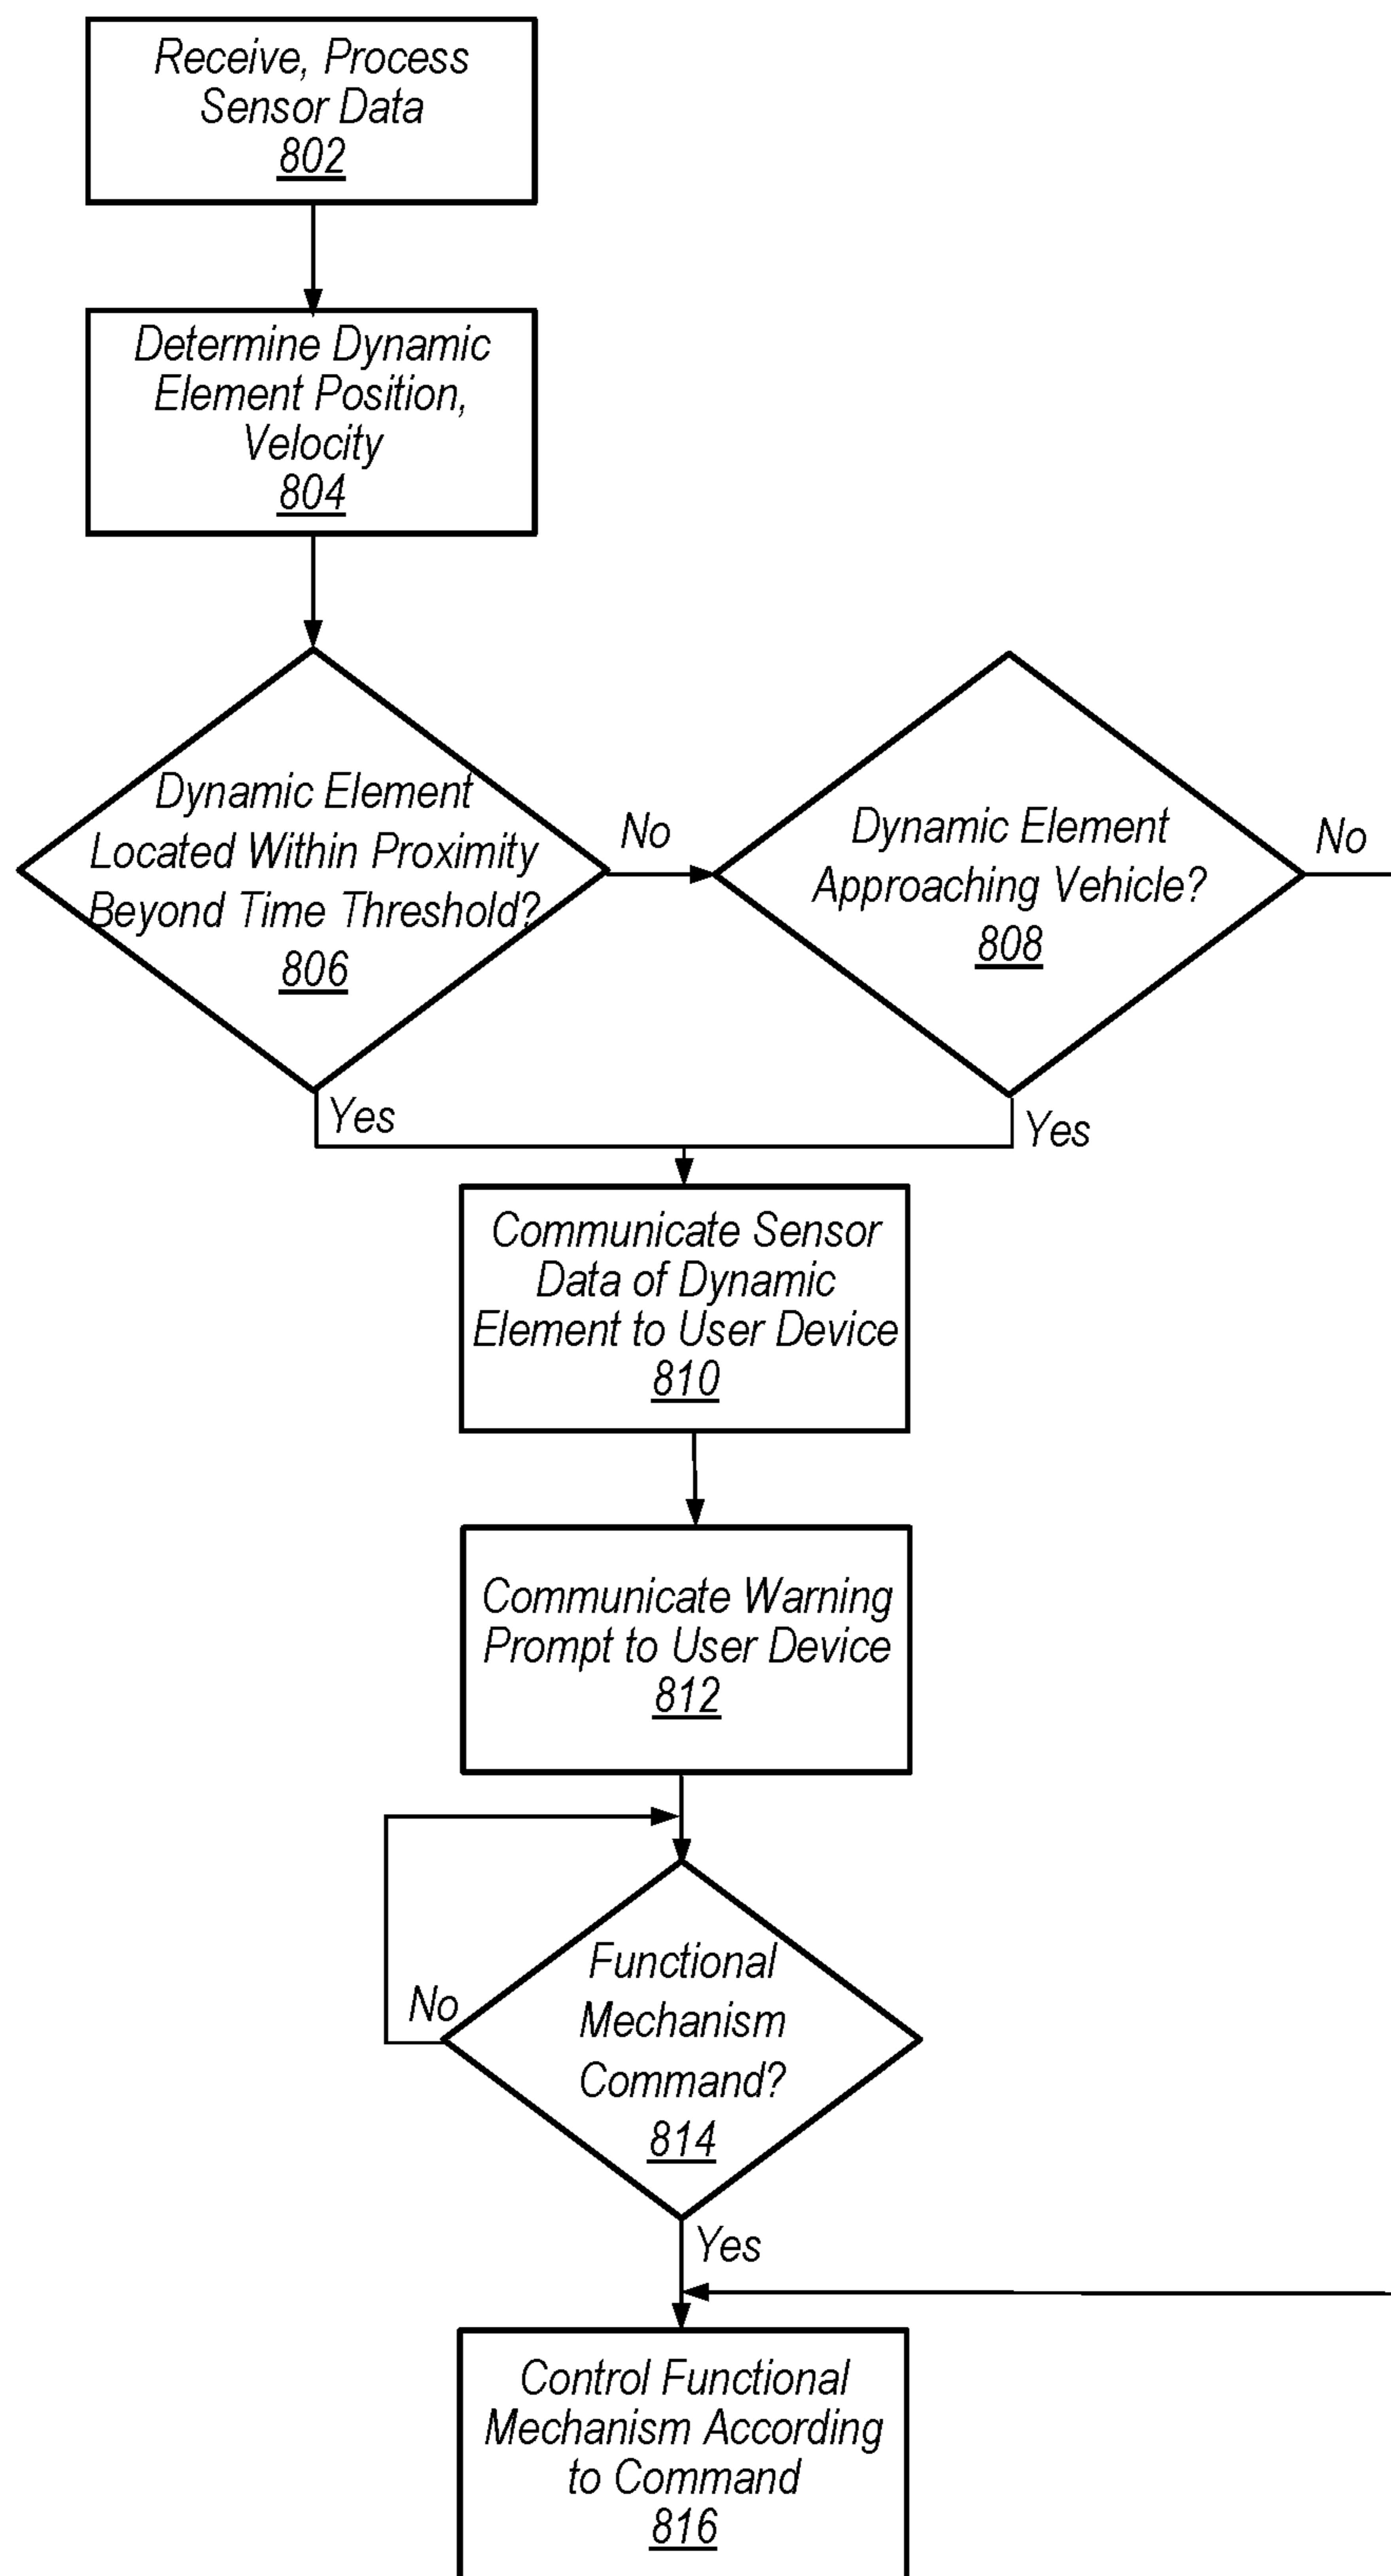 Receive, Process
Sensor Data
802
Determine Dynamic
Element Position,
Velocity
804
Dynamic Element
Located Within Proximity
Beyond Time Threshold?
806
No
Dynamic Element
Approaching Vehicle?
808
No
Yes
Yes
Communicate Sensor
Data of Dynamic
Element to User Device
810
Communicate Warning
Prompt to User Device
812
Functional
Mechanism
Command?
814
No
Yes
Control Functional
Mechanism According
to Command
816